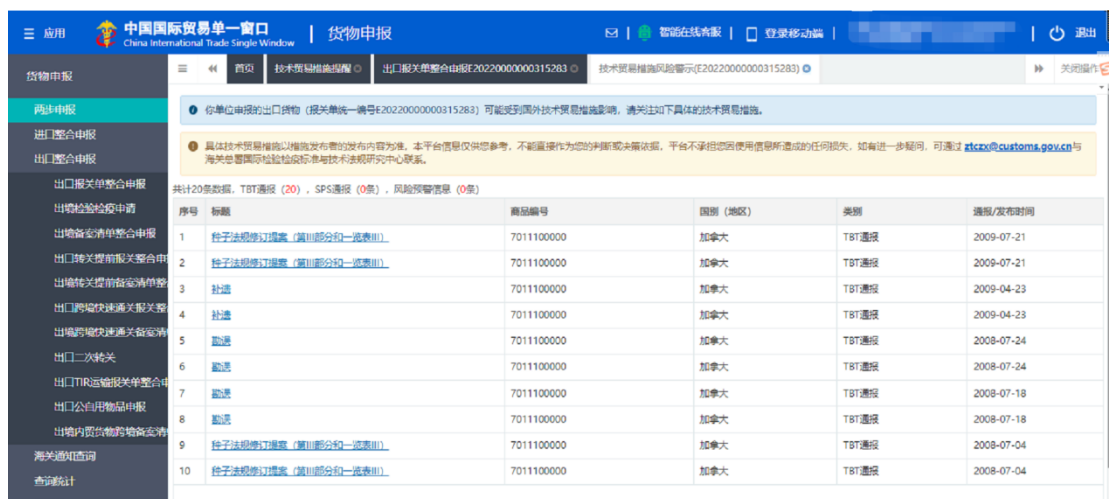 应用 中国国际贸易单一窗口 | 货物申报 智能在线客服 | 登录移动端 | | 退出
China International Trade Single Window
货物申报
首页 技术贸易措施提醒 出口报关单整合申报E20220000000315283 技术贸易措施风险警示(E20220000000315283) 关闭操作
两步申报
进口整合申报
出口整合申报
出口报关单整合申报
出境检验检疫申请
出境备案清单整合申报
出口转关提前报关整合申
出境转关提前备案清单整
出口跨境快速通关报关整
出境跨境快速通关备案清
出口二次转关
出口TIR运输报关单整合申
出口公自用物品申报
出境内贸货物跨境备案清
海关通知查询
查询统计
你单位申报的出口货物（报关单统一编号E20220000000315283）可能受到国外技术贸易措施影响，请关注如下具体的技术贸易措施。
具体技术贸易措施以措施发布者的发布内容为准。本平台信息仅供您参考，不能直接作为您的判断或决策依据，平台不承担您因使用信息所造成的任何损失，如有进一步疑问，可通过 ztczx@customs.gov.cn与
海关总署国际检验检疫标准与技术法规研究中心联系。
共计20条数据，TBT通报（20），SPS通报（0条），风险预警信息（0条）
序号 标题 商品编号 国别（地区） 类别 通报/发布时间
1 种子法规修订提案（第III部分和一览表III） 7011100000 加拿大 TBT通报 2009-07-21
2 种子法规修订提案（第III部分和一览表III） 7011100000 加拿大 TBT通报 2009-07-21
3 补遗 7011100000 加拿大 TBT通报 2009-04-23
4 补遗 7011100000 加拿大 TBT通报 2009-04-23
5 勘误 7011100000 加拿大 TBT通报 2008-07-24
6 勘误 7011100000 加拿大 TBT通报 2008-07-24
7 勘误 7011100000 加拿大 TBT通报 2008-07-18
8 勘误 7011100000 加拿大 TBT通报 2008-07-18
9 种子法规修订提案（第III部分和一览表III） 7011100000 加拿大 TBT通报 2008-07-04
10 种子法规修订提案（第III部分和一览表III） 7011100000 加拿大 TBT通报 2008-07-04